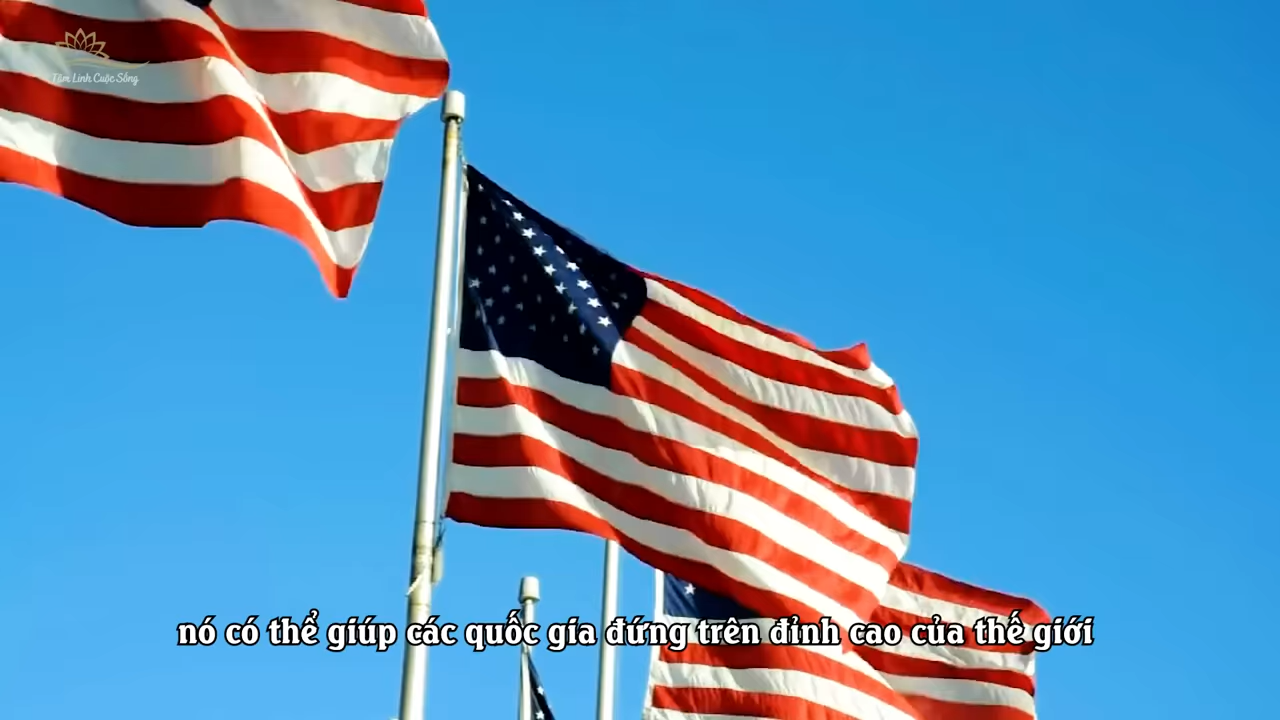 Tâm Linh Cuộc Sống
nó có thể giúp các quốc gia đứng trên đỉnh cao của thế giới